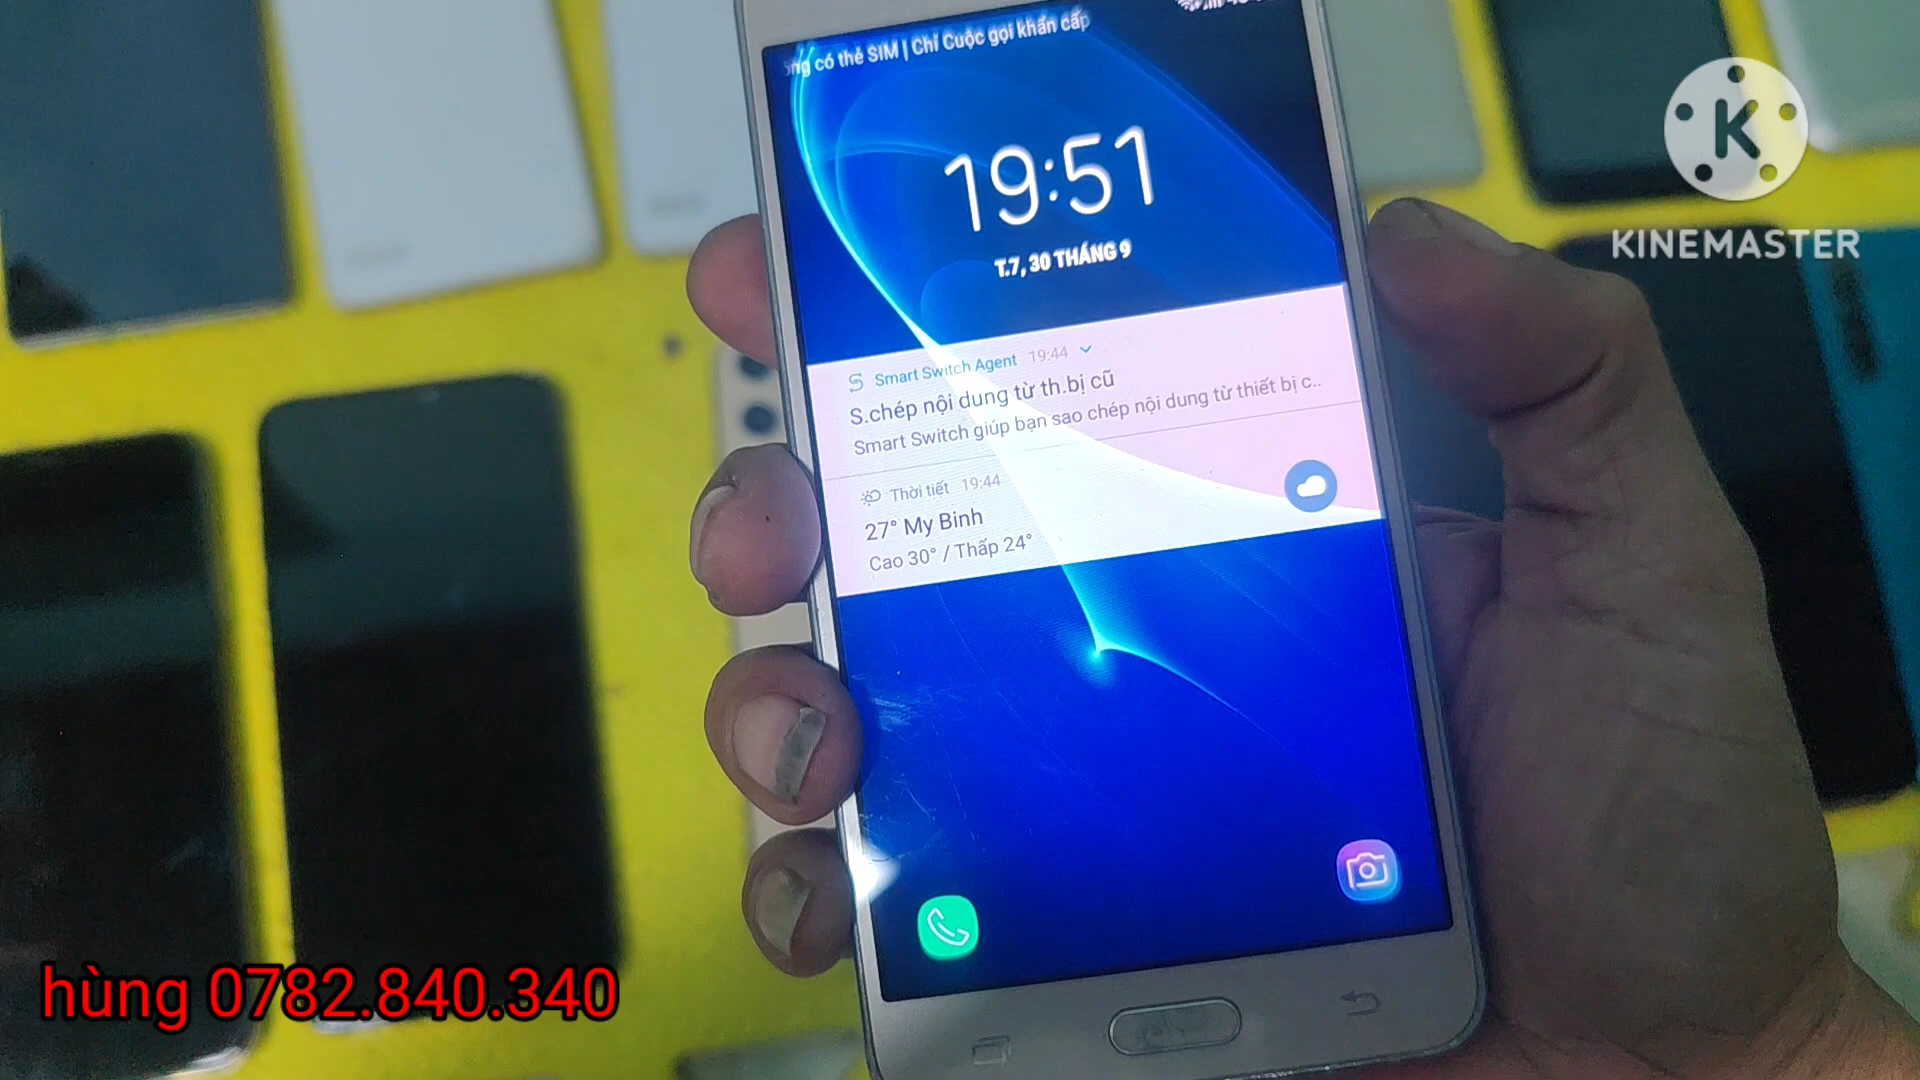 có thẻ SIM | Chỉ Cuộc gọi khẩn cấp
19:51
T.7, 30 THÁNG 9
Smart Switch Agent 19:44
S.chép nội dung từ th.bị cũ
Smart Switch giúp bạn sao chép nội dung từ thiết bị c..
Thời tiết 19:44
27° My Binh
Cao 30° / Thấp 24°
K
KINEMASTER
hùng 0782.840.340